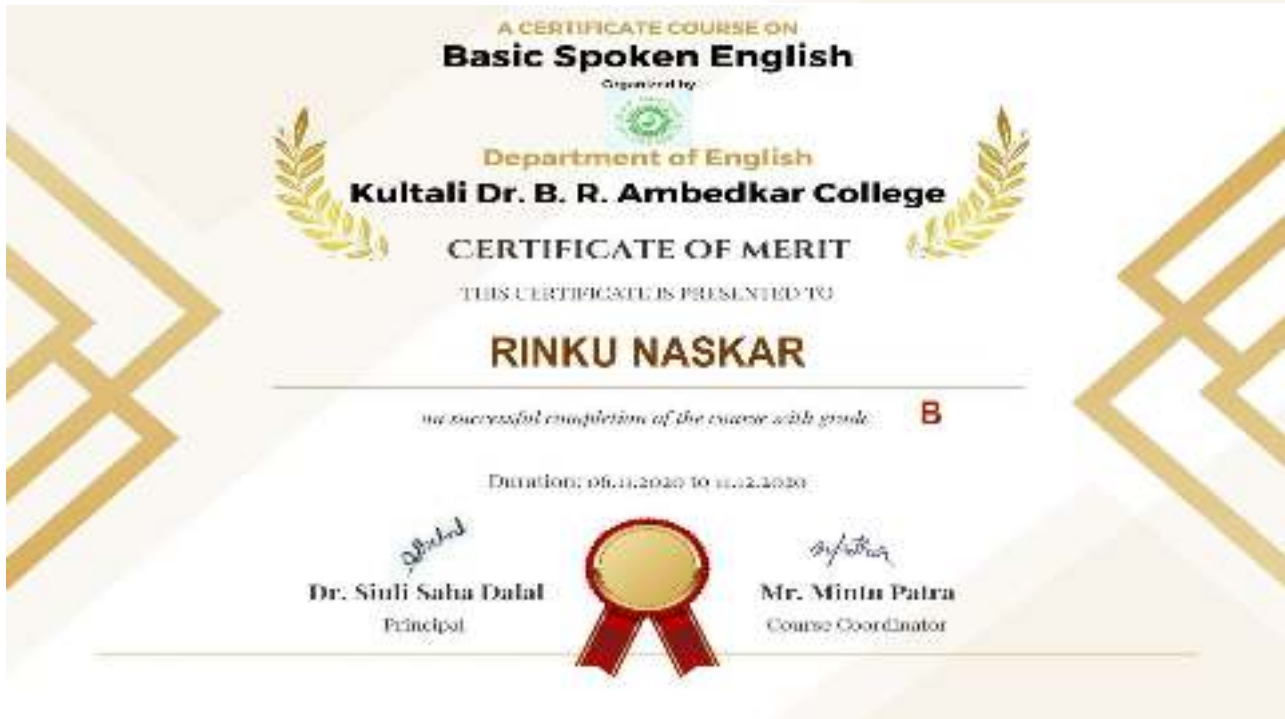 A CERTIFICATE COURSE ON
Basic Spoken English
Organized by
Department of English
Kultali Dr. B. R. Ambedkar College
CERTIFICATE OF MERIT
THIS CERTIFICATE IS PRESENTED TO
RINKU NASKAR
on successful completion of the course with grade B
Duration: 06.11.2020 to 11.12.2020
Dr. Siuli Saha Dalal Mr. Mintu Patra
Principal Course Coordinator